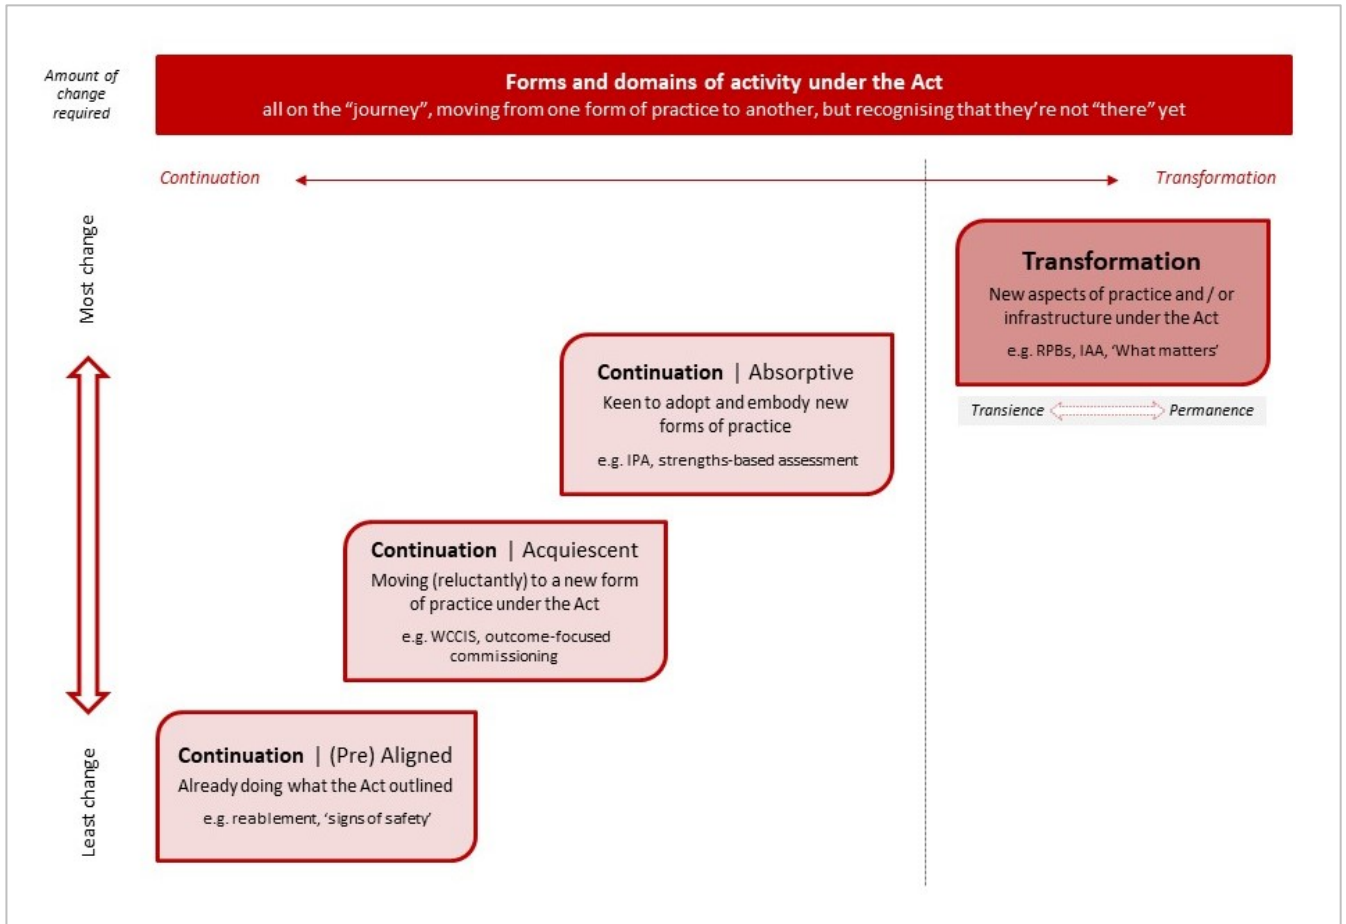 Amount of
change
required
Forms and domains of activity under the Act
all on the “journey”, moving from one form of practice to another, but recognising that they’re not “there” yet
Continuation
Transformation
Most change
Least change
Transformation
New aspects of practice and / or
infrastructure under the Act
e.g. RPBs, IAA, ‘What matters’
Transience
Permanence
Continuation | Absorptive
Keen to adopt and embody new
forms of practice
e.g. IPA, strengths-based assessment
Continuation | Acquiescent
Moving (reluctantly) to a new form
of practice under the Act
e.g. WCCIS, outcome-focused
commissioning
Continuation | (Pre) Aligned
Already doing what the Act outlined
e.g. reablement, ‘signs of safety’